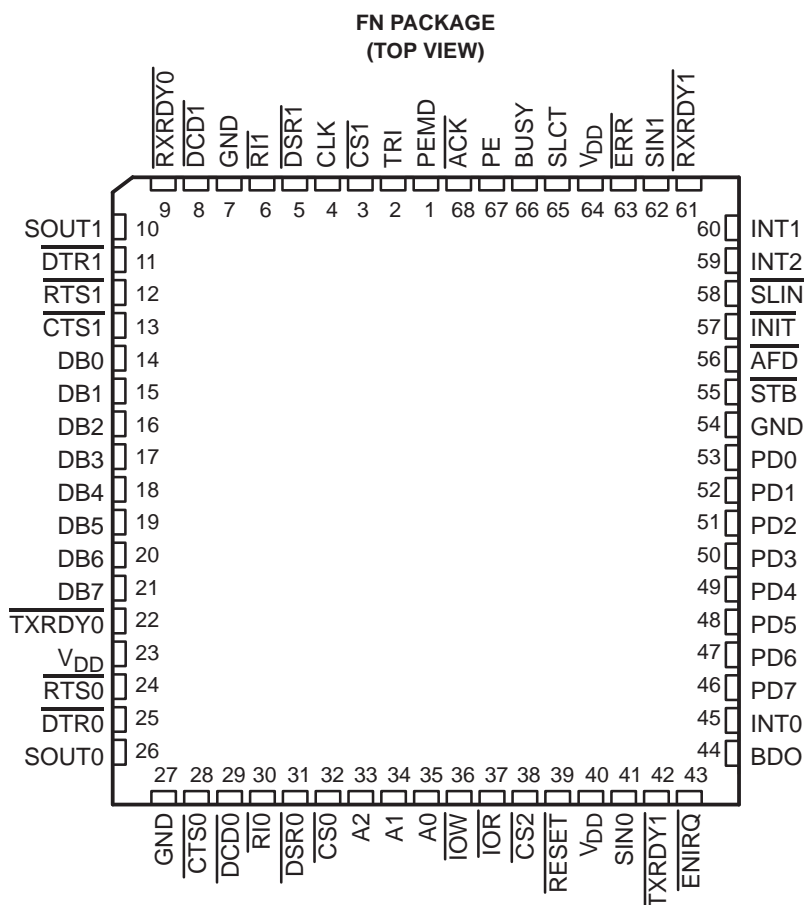 FN PACKAGE
(TOP VIEW)
RXRDY0
DCD1
GND
RI1
DSR1
CLK
CS1
TRI
PEMD
ACK
PE
BUSY
SLCT
VDD
ERR
SIN1
RXRDY1
9 8 7 6 5 4 3 2 1 68 67 66 65 64 63 62 61
SOUT1 10
DTR1 11
RTS1 12
CTS1 13
DB0 14
DB1 15
DB2 16
DB3 17
DB4 18
DB5 19
DB6 20
DB7 21
TXRDY0 22
VDD 23
RTS0 24
DTR0 25
SOUT0 26
60 INT1
59 INT2
58 SLIN
57 INIT
56 AFD
55 STB
54 GND
53 PD0
52 PD1
51 PD2
50 PD3
49 PD4
48 PD5
47 PD6
46 PD7
45 INT0
44 BDO
27 28 29 30 31 32 33 34 35 36 37 38 39 40 41 42 43
GND
CTS0
DCD0
RI0
DSR0
CS0
A2
A1
A0
IOW
IOR
CS2
RESET
VDD
SIN0
TXRDY1
ENIRQ